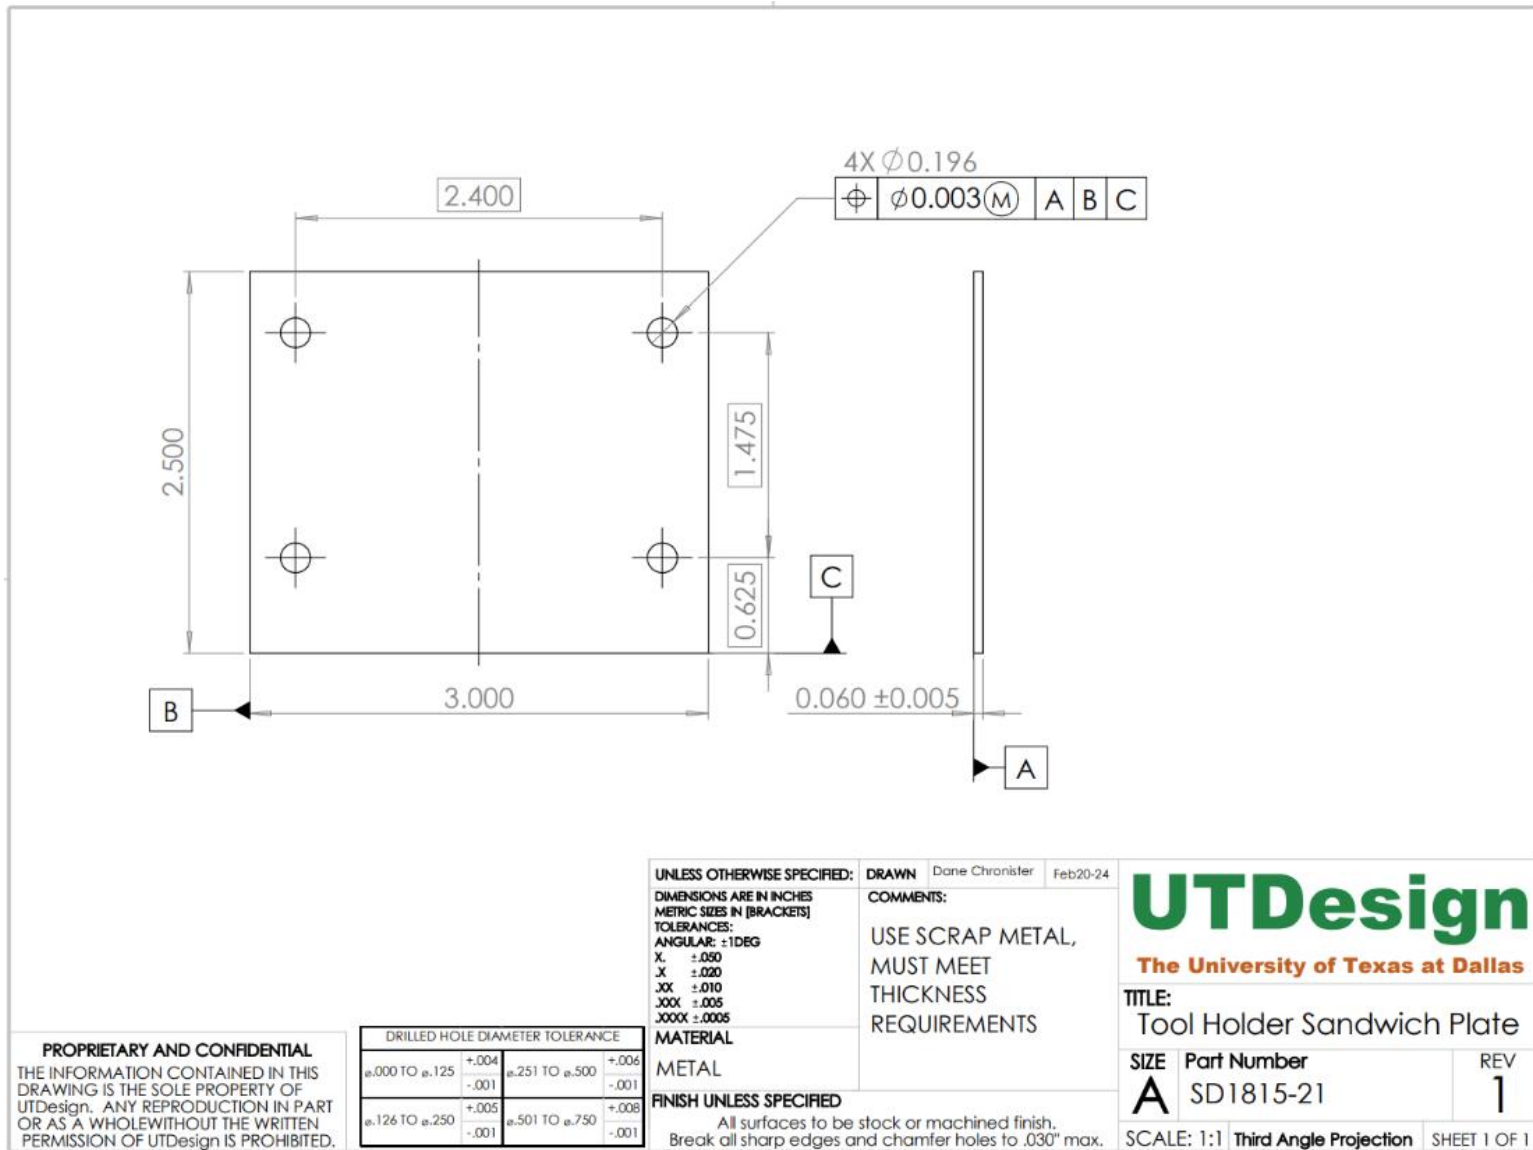 4X ⌀0.196
⌖ ⌀0.003Ⓜ A B C
2.400
2.500
1.475
0.625
C
B
3.000
0.060 ±0.005
A
UNLESS OTHERWISE SPECIFIED:
DIMENSIONS ARE IN INCHES
METRIC SIZES IN [BRACKETS]
TOLERANCES:
ANGULAR: ±1DEG
X. ±.050
.X ±.020
.XX ±.010
.XXX ±.005
.XXXX ±.0005
MATERIAL
METAL
FINISH UNLESS SPECIFIED
All surfaces to be stock or machined finish.
Break all sharp edges and chamfer holes to .030" max.
DRAWN Dane Chronister Feb20-24
COMMENTS:
USE SCRAP METAL,
MUST MEET
THICKNESS
REQUIREMENTS
UTDesign
The University of Texas at Dallas
TITLE:
Tool Holder Sandwich Plate
SIZE Part Number REV
A SD1815-21 1
SCALE: 1:1 Third Angle Projection SHEET 1 OF 1
PROPRIETARY AND CONFIDENTIAL
THE INFORMATION CONTAINED IN THIS
DRAWING IS THE SOLE PROPERTY OF
UTDesign. ANY REPRODUCTION IN PART
OR AS A WHOLEWITHOUT THE WRITTEN
PERMISSION OF UTDesign IS PROHIBITED.
DRILLED HOLE DIAMETER TOLERANCE
⌀.000 TO ⌀.125 +.004 -.001 ⌀.251 TO ⌀.500 +.006 -.001
⌀.126 TO ⌀.250 +.005 -.001 ⌀.501 TO ⌀.750 +.008 -.001